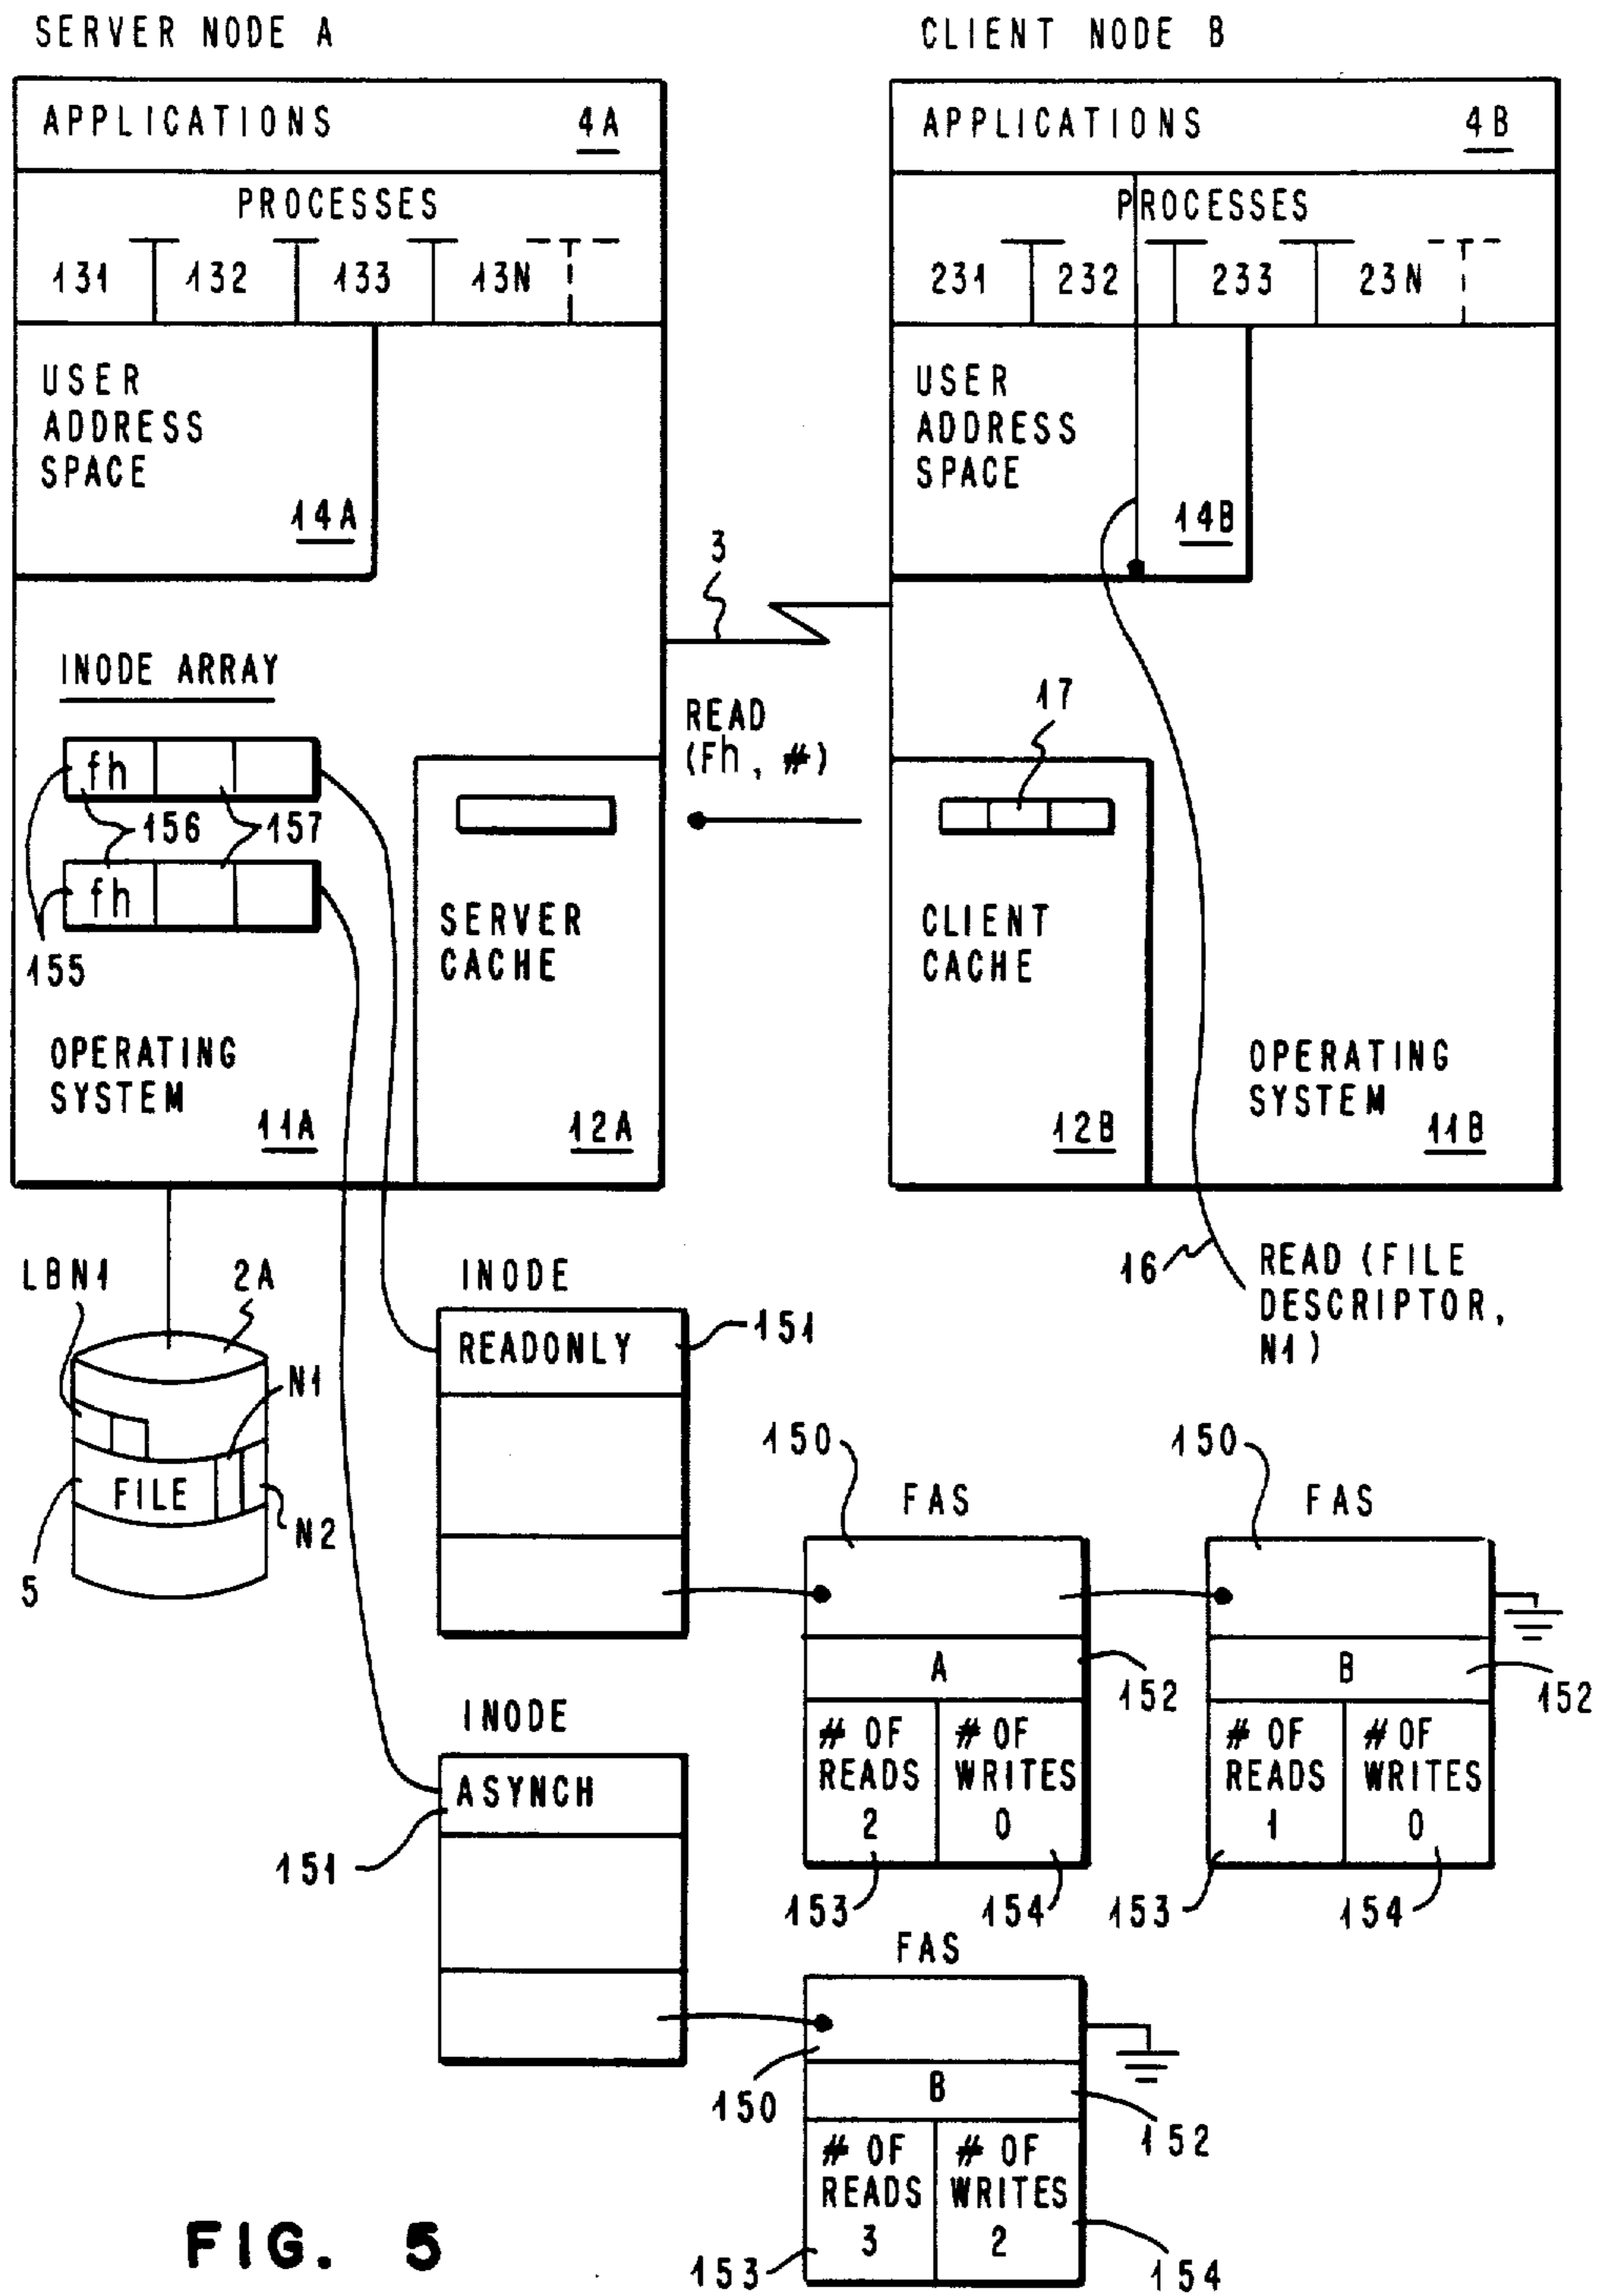 SERVER NODE A
CLIENT NODE B
APPLICATIONS 4A
APPLICATIONS 4B
PROCESSES
PROCESSES
131 132 133 13N
231 232 233 23N
USER
ADDRESS
SPACE
14A
USER
ADDRESS
SPACE
14B
3
INODE ARRAY
fh
156 157
fh
155
READ
(Fh, #)
17
SERVER
CACHE
12A
CLIENT
CACHE
12B
OPERATING
SYSTEM
11A
OPERATING
SYSTEM
11B
16
READ (FILE
DESCRIPTOR,
N1)
LBN1
2A
N1
FILE
N2
5
INODE
READONLY
151
150
FAS
A
152
# OF
READS
2
# OF
WRITES
0
153
154
150
FAS
B
152
# OF
READS
1
# OF
WRITES
0
153
154
INODE
ASYNCH
151
FAS
150
B
152
# OF
READS
3
# OF
WRITES
2
153
154
FIG. 5